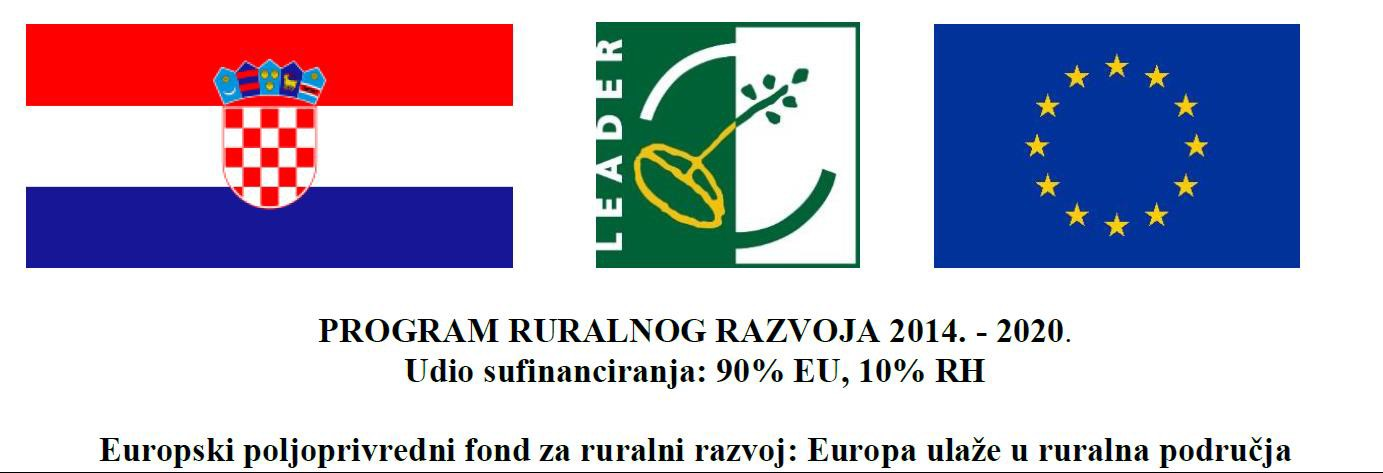 LEADER
PROGRAM RURALNOG RAZVOJA 2014. - 2020.
Udio sufinanciranja: 90% EU, 10% RH
Europski poljoprivredni fond za ruralni razvoj: Europa ulaže u ruralna područja